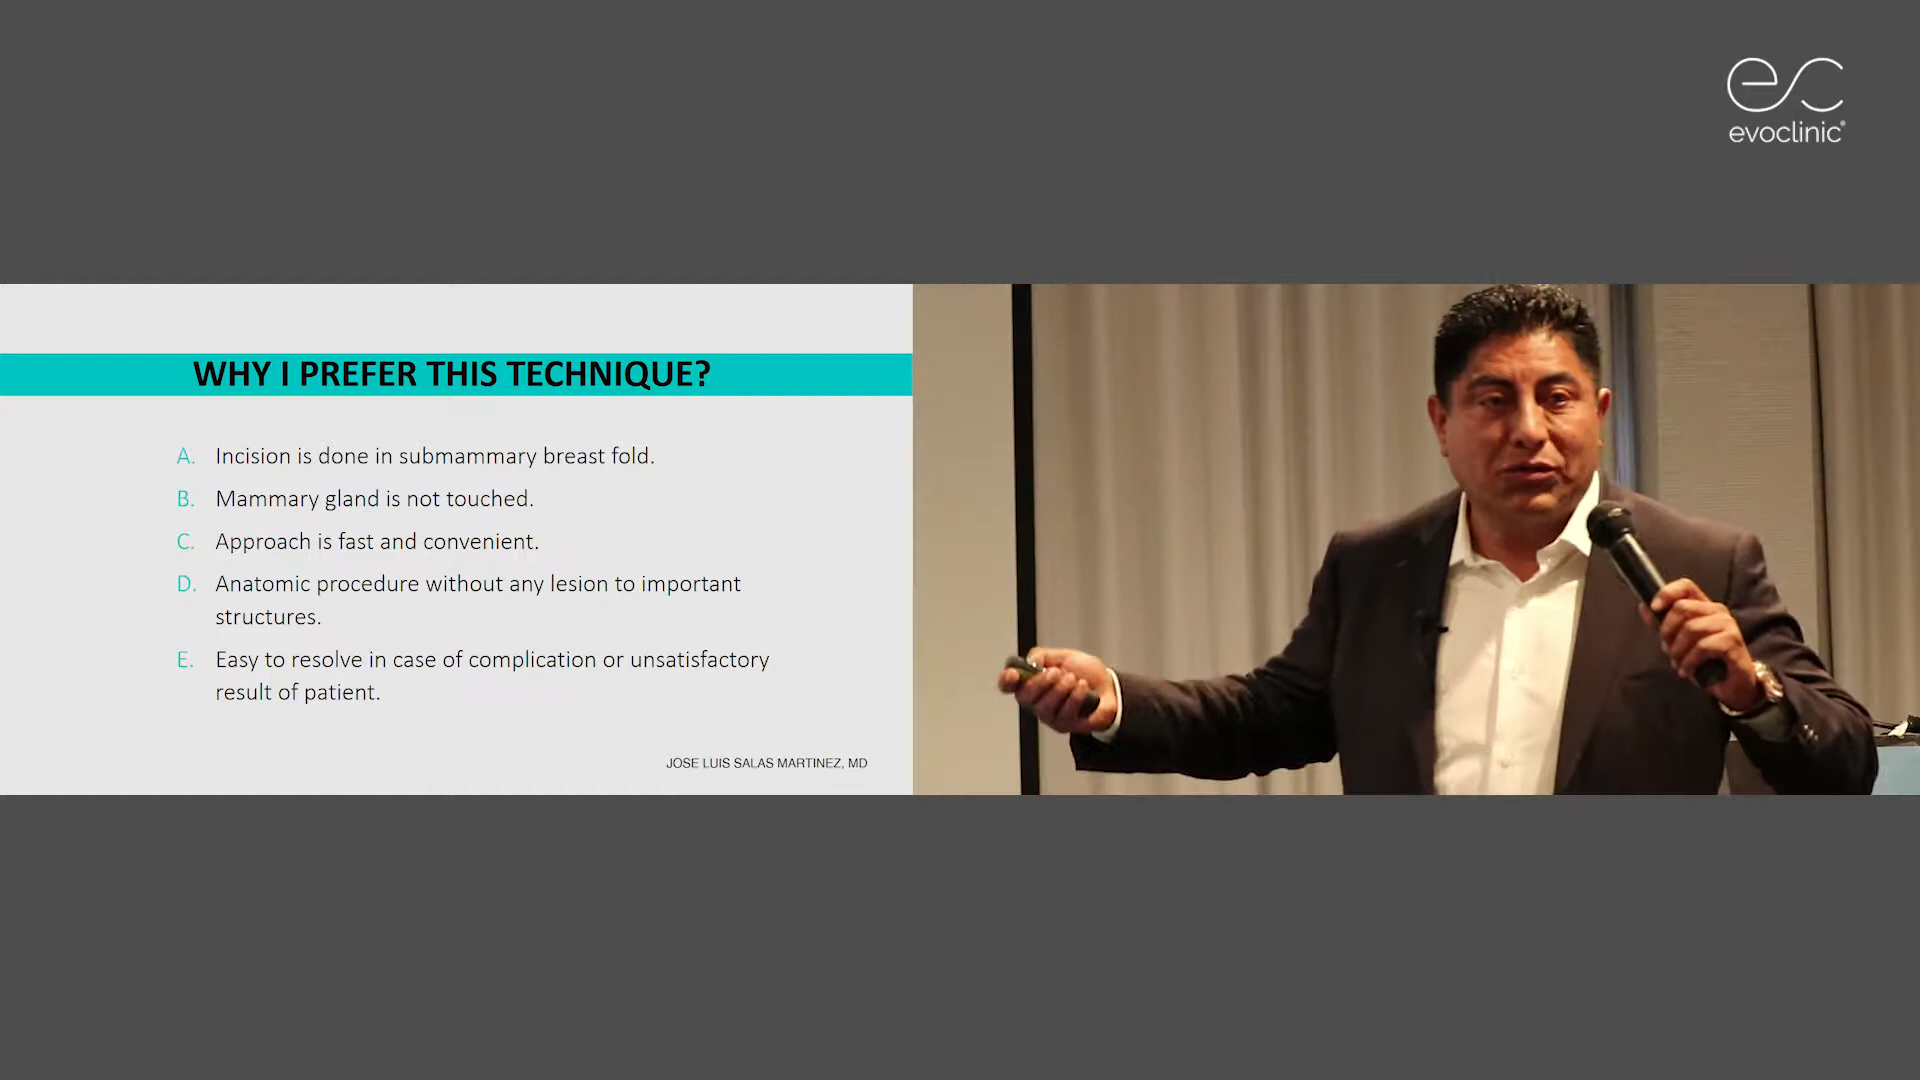 ec
evoclinic®
WHY I PREFER THIS TECHNIQUE?
A. Incision is done in submammary breast fold.
B. Mammary gland is not touched.
C. Approach is fast and convenient.
D. Anatomic procedure without any lesion to important
structures.
E. Easy to resolve in case of complication or unsatisfactory
result of patient.
JOSE LUIS SALAS MARTINEZ, MD